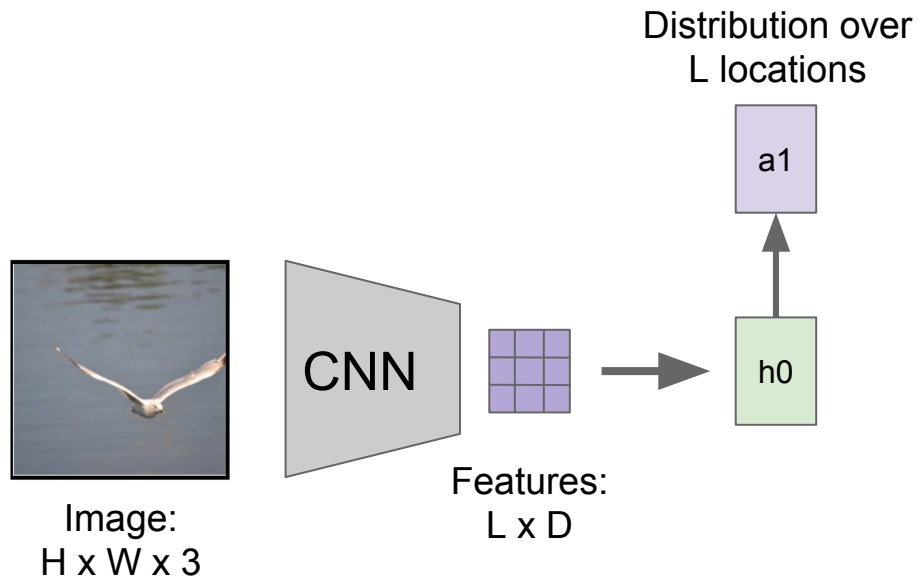 Distribution over
L locations
a1
CNN
h0
Features:
L x D
Image:
H x W x 3